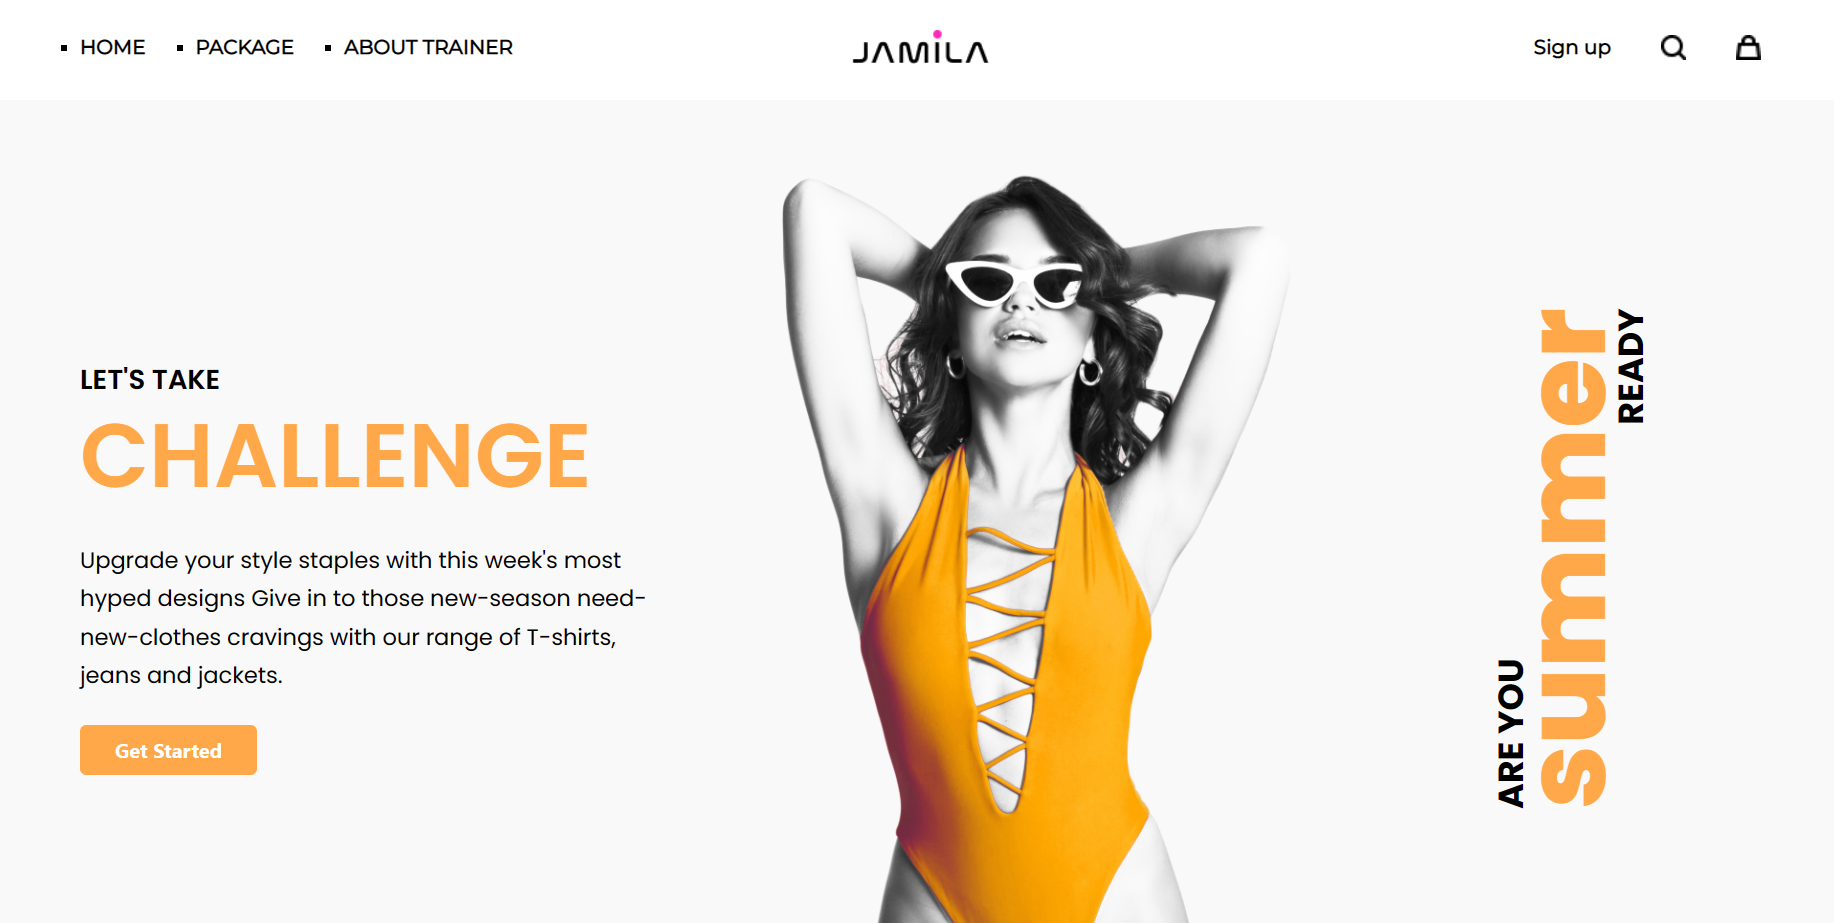 HOME
PACKAGE
ABOUT TRAINER
JAMiLA
Sign up
LET'S TAKE
CHALLENGE
Upgrade your style staples with this week's most
hyped designs Give in to those new-season need-
new-clothes cravings with our range of T-shirts,
jeans and jackets.
Get Started
ARE YOU
summer
READY